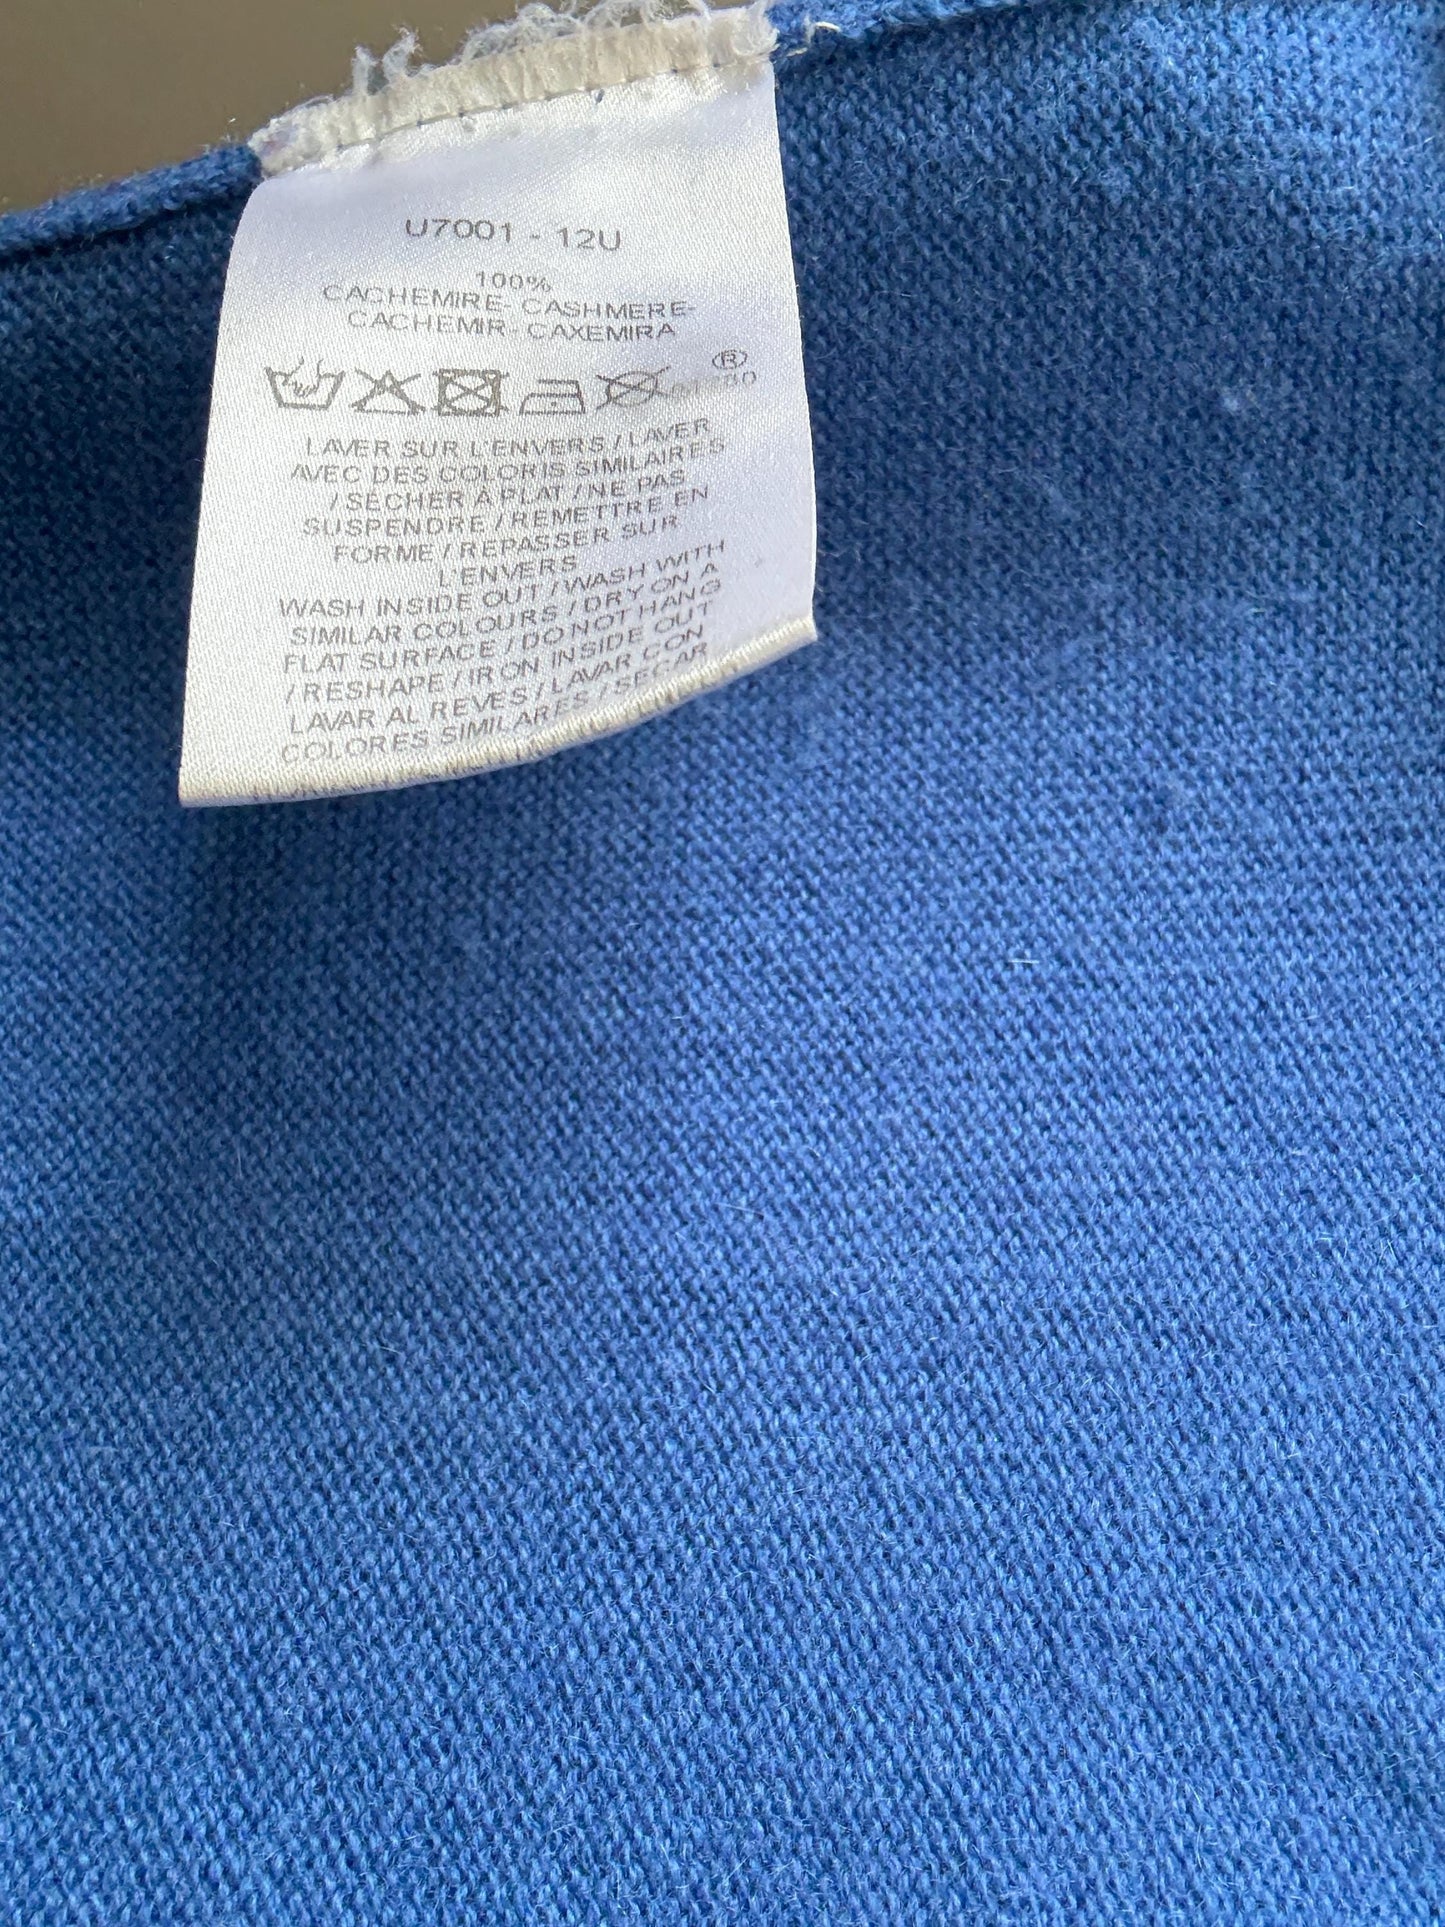 U7001 - 12U
100%
CACHEMIRE- CASHMERE-
CACHEMIR- CAXEMIRA
®
LAVER SUR L'ENVERS / LAVER
AVEC DES COLORIS SIMILAIRES
/ SECHER A PLAT / NE PAS
SUSPENDRE / REMETTRE EN
FORME / REPASSER SUR
L'ENVERS
WASH INSIDE OUT / WASH WITH
SIMILAR COLOURS / DRY ON A
FLAT SURFACE / DO NOT HANG
/ RESHAPE / IRON INSIDE OUT
LAVAR AL REVES / LAVAR CON
COLORES SIMILARES / SECAR